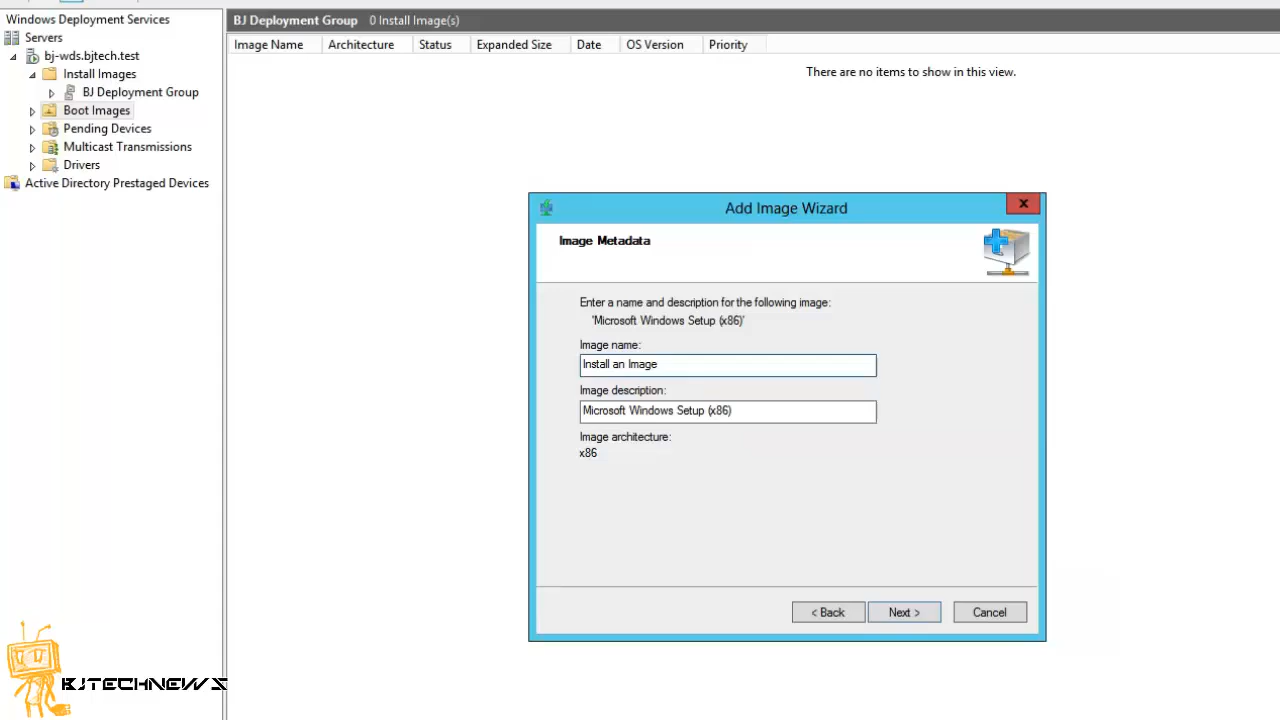 Windows Deployment Services
Servers
bj-wds.bjtech.test
Install Images
BJ Deployment Group
Boot Images
Pending Devices
Multicast Transmissions
Drivers
Active Directory Prestaged Devices
BJ Deployment Group 0 Install Image(s)
Image Name Architecture Status Expanded Size Date OS Version Priority
There are no items to show in this view.
Add Image Wizard
x
Image Metadata
Enter a name and description for the following image:
'Microsoft Windows Setup (x86)'
Image name:
Install an Image
Image description:
Microsoft Windows Setup (x86)
Image architecture:
x86
< Back Next > Cancel
BJTECHNEWS